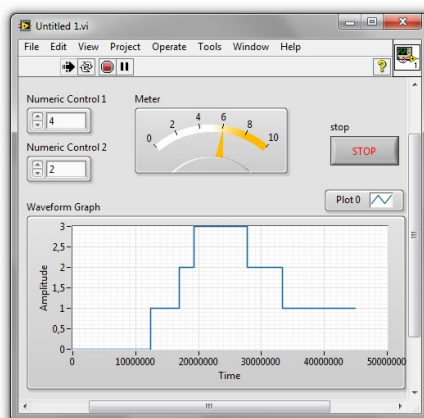 Untitled 1.vi
File Edit View Project Operate Tools Window Help
1
Numeric Control 1
4
Numeric Control 2
2
Meter
0 2 4 6 8 10
stop
STOP
Plot 0
Waveform Graph
Amplitude
3
2,5
2
1,5
1
0,5
0
0 10000000 20000000 30000000 40000000 50000000
Time